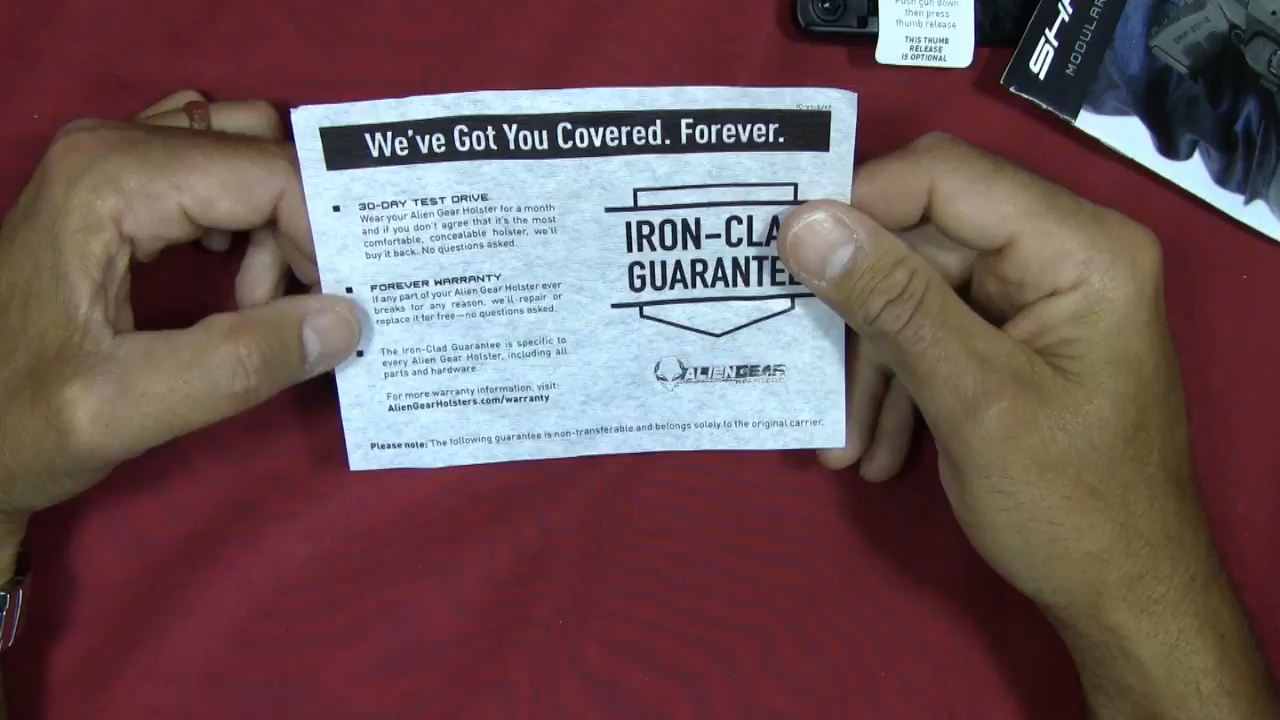 Push gun down
then press
thumb release
THIS THUMB
RELEASE
IS OPTIONAL
MODULAR
We've Got You Covered. Forever.
30-DAY TEST DRIVE
Wear your Alien Gear Holster for a month
and if you don't agree that it's the most
comfortable, concealable holster, we'll
buy it back. No questions asked.
FOREVER WARRANTY
If any part of your Alien Gear Holster ever
breaks for any reason, we'll repair or
replace it for free—no questions asked.
The Iron-Clad Guarantee is specific to
every Alien Gear Holster, including all
parts and hardware.
For more warranty information, visit:
AlienGearHolsters.com/warranty
IRON-CLA
GUARANTEE
ALIEN GEAR
Please note: The following guarantee is non-transferable and belongs solely to the original carrier.